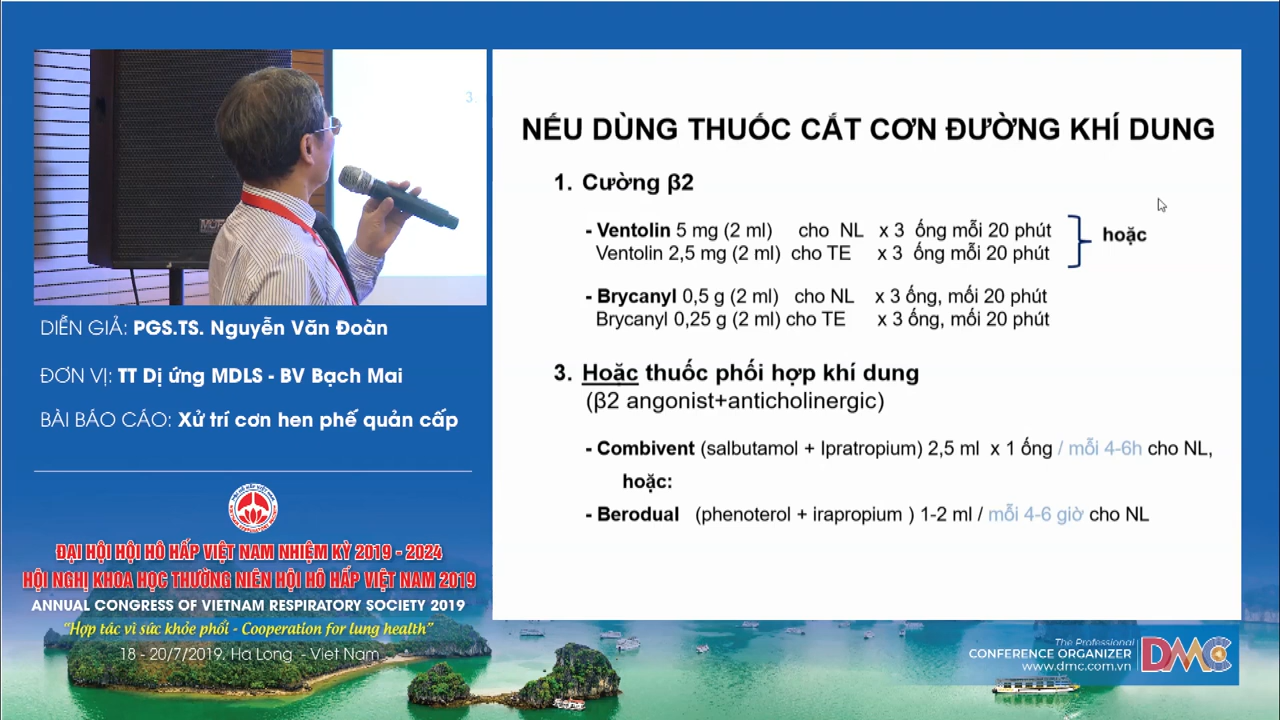 NẾU DÙNG THUỐC CẮT CƠN ĐƯỜNG KHÍ DUNG
1. Cường β2
- Ventolin 5 mg (2 ml) cho NL x 3 ống mỗi 20 phút
Ventolin 2,5 mg (2 ml) cho TE x 3 ống mỗi 20 phút
hoặc
- Brycanyl 0,5 g (2 ml) cho NL x 3 ống, mối 20 phút
Brycanyl 0,25 g (2 ml) cho TE x 3 ống, mối 20 phút
3. Hoặc thuốc phối hợp khí dung
(β2 angonist+anticholinergic)
- Combivent (salbutamol + Ipratropium) 2,5 ml x 1 ống / mỗi 4-6h cho NL,
hoặc:
- Berodual (phenoterol + irapropium ) 1-2 ml / mỗi 4-6 giờ cho NL
3.
DIỄN GIẢ: PGS.TS. Nguyễn Văn Đoàn
ĐƠN VỊ: TT Dị ứng MDLS - BV Bạch Mai
BÀI BÁO CÁO: Xử trí cơn hen phế quản cấp
ĐẠI HỘI HỘI HÔ HẤP VIỆT NAM NHIỆM KỲ 2019 - 2024
HỘI NGHỊ KHOA HỌC THƯỜNG NIÊN HỘI HÔ HẤP VIỆT NAM 2019
ANNUAL CONGRESS OF VIETNAM RESPIRATORY SOCIETY 2019
"Hợp tác vì sức khỏe phổi - Cooperation for lung health"
18 - 20/7/2019. Ha Long - Viet Nam
The Professional
CONFERENCE ORGANIZER
www.dmc.com.vn
DMC